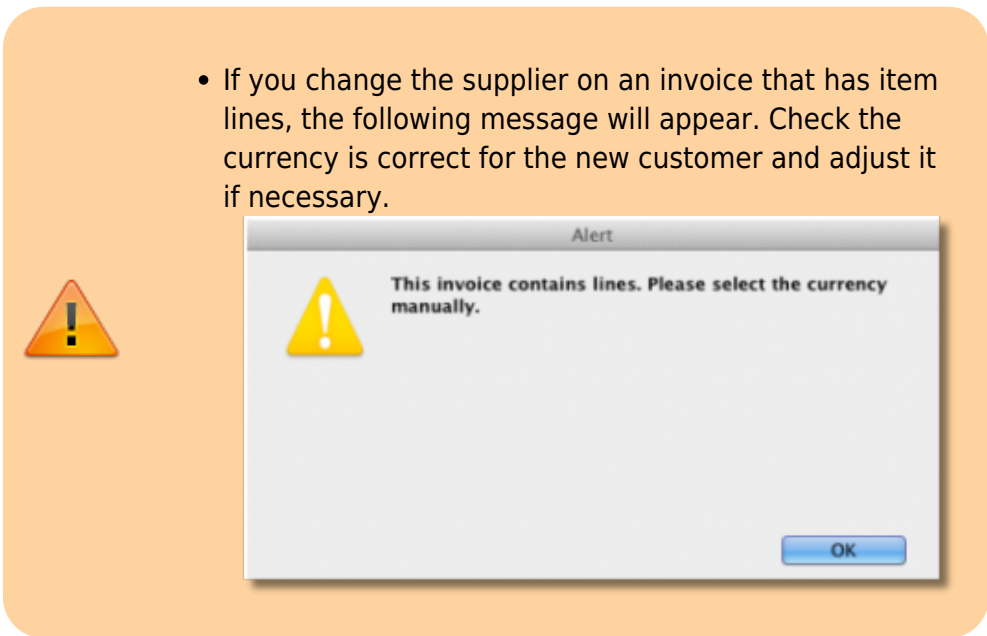 • If you change the supplier on an invoice that has item
lines, the following message will appear. Check the
currency is correct for the new customer and adjust it
if necessary.
Alert
This invoice contains lines. Please select the currency
manually.
OK